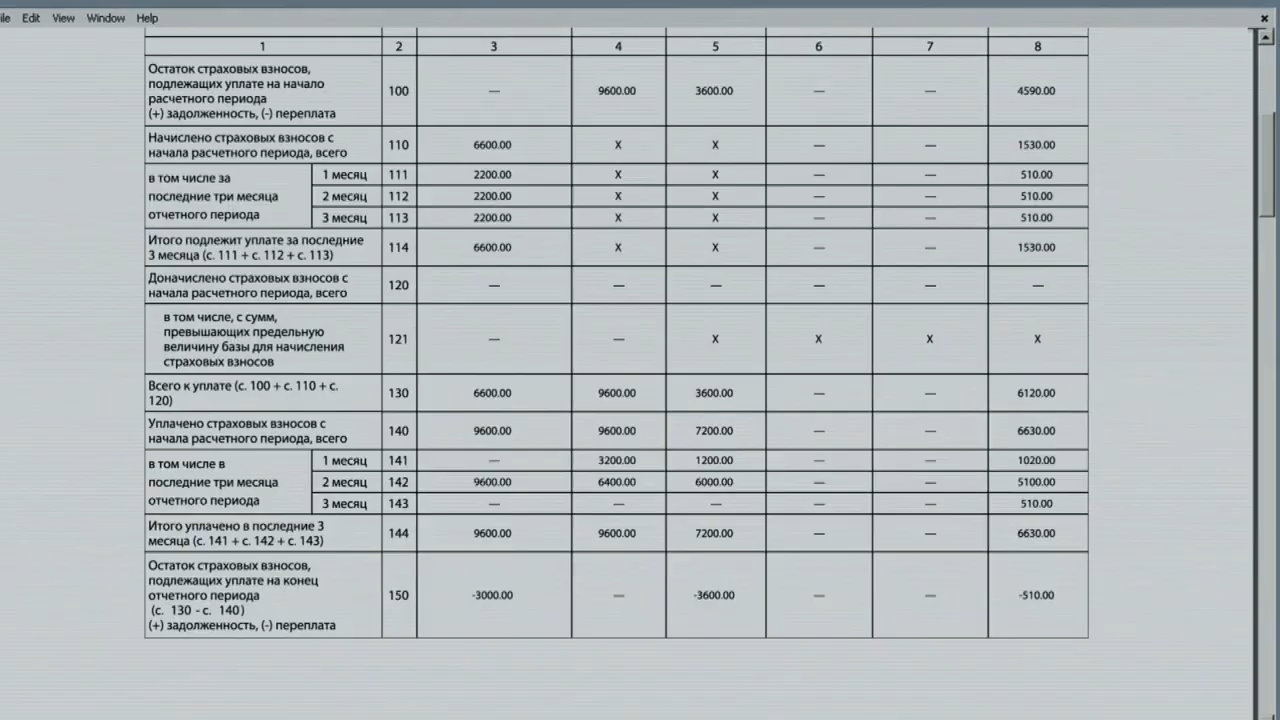 ile Edit View Window Help
1 2 3 4 5 6 7 8
Остаток страховых взносов,
подлежащих уплате на начало
расчетного периода
(+) задолженность, (-) переплата
100 — 9600.00 3600.00 — — 4590.00
Начислено страховых взносов с
начала расчетного периода, всего
110 6600.00 X X — — 1530.00
в том числе за
последние три месяца
отчетного периода
1 месяц 111 2200.00 X X — — 510.00
2 месяц 112 2200.00 X X — — 510.00
3 месяц 113 2200.00 X X — — 510.00
Итого подлежит уплате за последние
3 месяца (с. 111 + с. 112 + с. 113)
114 6600.00 X X — — 1530.00
Доначислено страховых взносов с
начала расчетного периода, всего
120 — — — — — —
в том числе, с сумм,
превышающих предельную
величину базы для начисления
страховых взносов
121 — — X X X X
Всего к уплате (с. 100 + с. 110 + с.
120)
130 6600.00 9600.00 3600.00 — — 6120.00
Уплачено страховых взносов с
начала расчетного периода, всего
140 9600.00 9600.00 7200.00 — — 6630.00
в том числе в
последние три месяца
отчетного периода
1 месяц 141 — 3200.00 1200.00 — — 1020.00
2 месяц 142 9600.00 6400.00 6000.00 — — 5100.00
3 месяц 143 — — — — — 510.00
Итого уплачено в последние 3
месяца (с. 141 + с. 142 + с. 143)
144 9600.00 9600.00 7200.00 — — 6630.00
Остаток страховых взносов,
подлежащих уплате на конец
отчетного периода
(с. 130 - с. 140)
(+) задолженность, (-) переплата
150 -3000.00 — -3600.00 — — -510.00